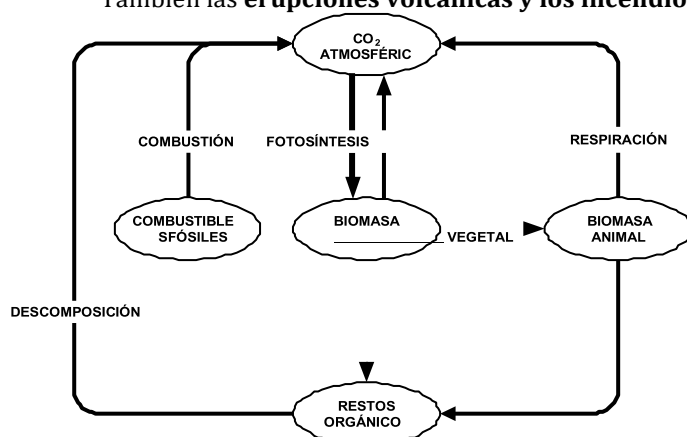 También las erupciones volcánicas y los incendio
CO₂
ATMOSFÉRIC
COMBUSTIÓN
FOTOSÍNTESIS
RESPIRACIÓN
COMBUSTIBLE
SFÓSILES
BIOMASA
VEGETAL
BIOMASA
ANIMAL
DESCOMPOSICIÓN
RESTOS
ORGÁNICO